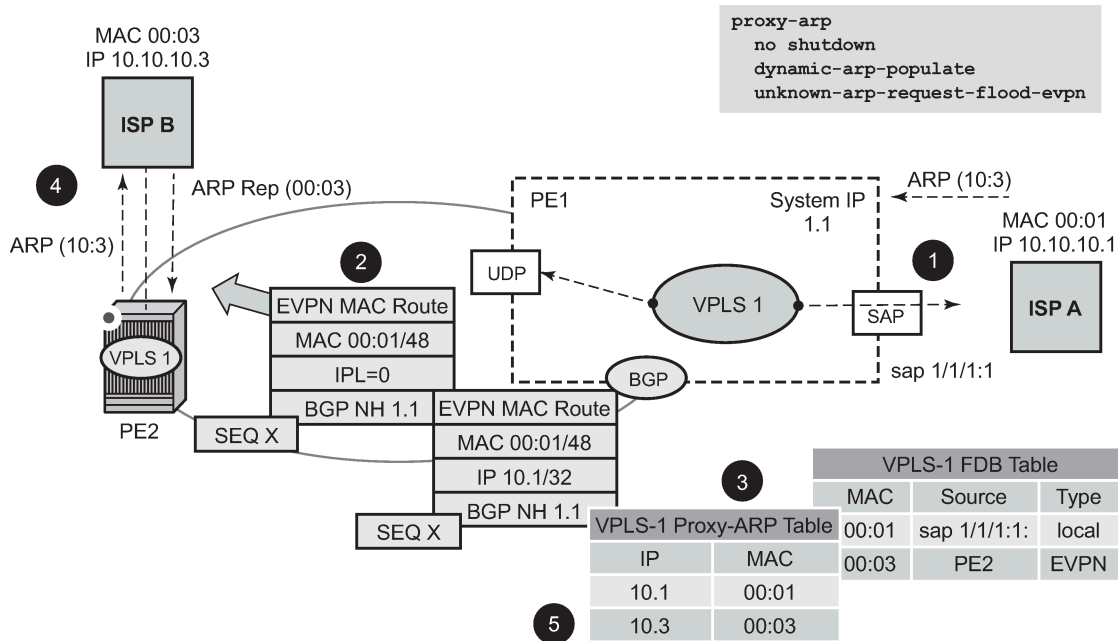 proxy-arp
no shutdown
dynamic-arp-populate
unknown-arp-request-flood-evpn
MAC 00:03
IP 10.10.10.3
ISP B
4
ARP Rep (00:03)
ARP (10:3)
PE1
System IP
1.1
ARP (10:3)
MAC 00:01
IP 10.10.10.1
1
2
UDP
VPLS 1
SAP
ISP A
sap 1/1/1:1
BGP
EVPN MAC Route
MAC 00:01/48
IPL=0
BGP NH 1.1
SEQ X
VPLS 1
PE2
EVPN MAC Route
MAC 00:01/48
IP 10.1/32
BGP NH 1.1
SEQ X
3
VPLS-1 FDB Table
MAC Source Type
00:01 sap 1/1/1:1: local
00:03 PE2 EVPN
VPLS-1 Proxy-ARP Table
IP MAC
10.1 00:01
10.3 00:03
5